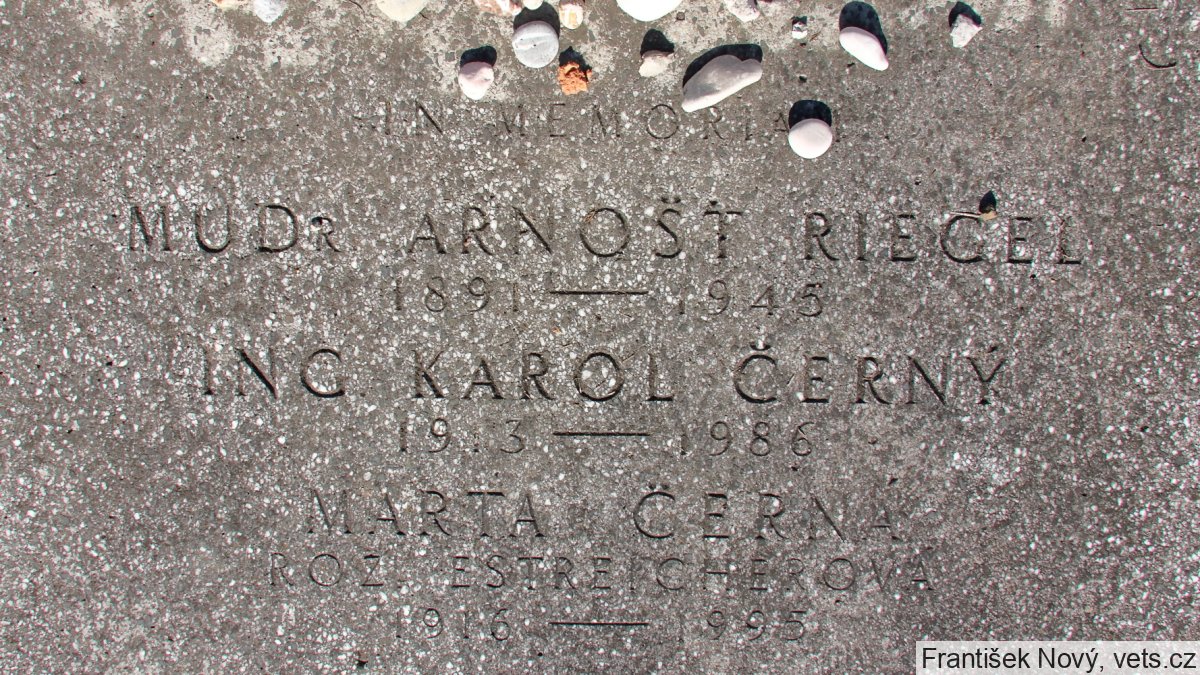 IN MEMORIAM
MUDr ARNOŠT RIEGEL
1891 — 1945
ING. KAROL ČERNÝ
1913 — 1986
MARTA ČERNÁ
ROZ. ESTREICHEROVÁ
1916 — 1995
František Nový, vets.cz